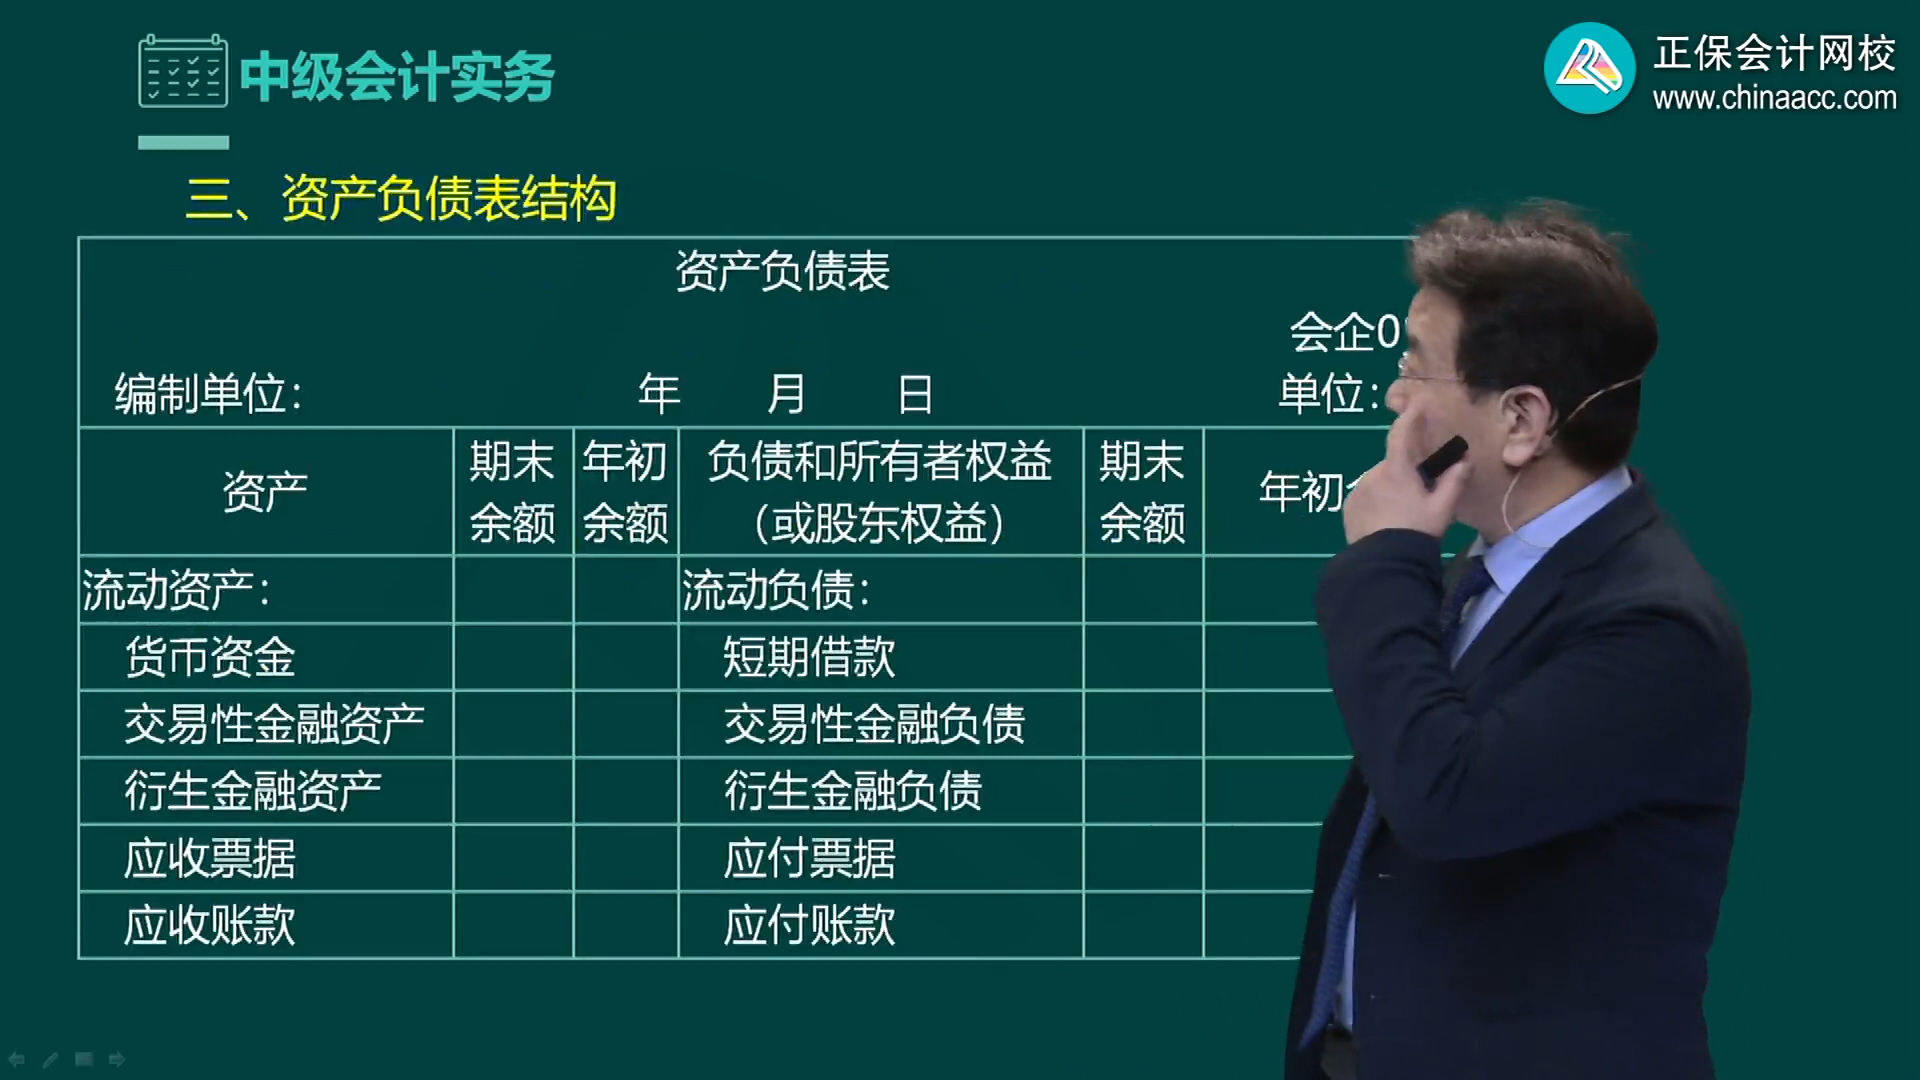 中级会计实务
正保会计网校
www.chinaacc.com
三、资产负债表结构
资产负债表
会企0
编制单位： 年 月 日 单位：
资产 期末余额 年初余额 负债和所有者权益（或股东权益） 期末余额 年初
流动资产： 流动负债：
货币资金 短期借款
交易性金融资产 交易性金融负债
衍生金融资产 衍生金融负债
应收票据 应付票据
应收账款 应付账款